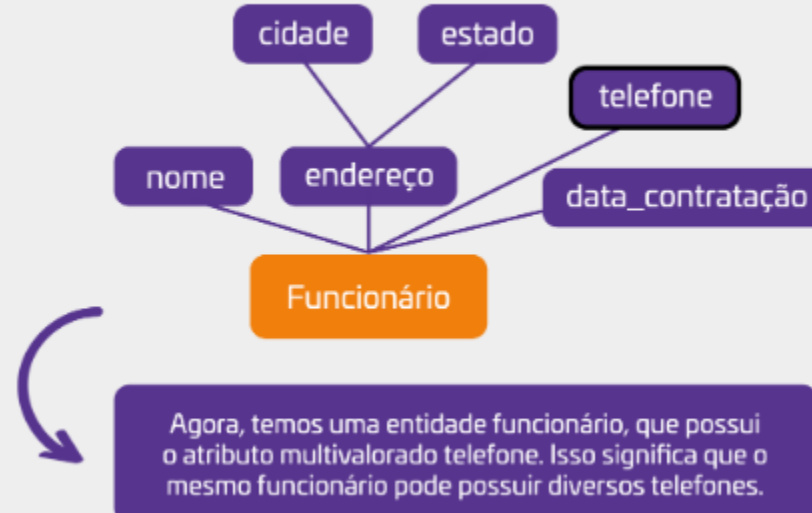 cidade
estado
telefone
nome
endereço
data_contratação
Funcionário
Agora, temos uma entidade funcionário, que possui
o atributo multivalorado telefone. Isso significa que o
mesmo funcionário pode possuir diversos telefones.